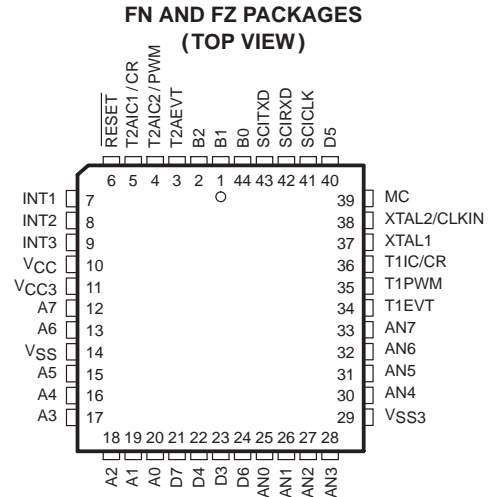 FN AND FZ PACKAGES
(TOP VIEW)
RESET
T2AIC1/CR
T2AIC2/PWM
T2AEVT
B2
B1
B0
SCITXD
SCIRXD
SCICLK
D5
6 5 4 3 2 1 44 43 42 41 40
INT1 7
INT2 8
INT3 9
VCC 10
VCC3 11
A7 12
A6 13
VSS 14
A5 15
A4 16
A3 17
39 MC
38 XTAL2/CLKIN
37 XTAL1
36 T1IC/CR
35 T1PWM
34 T1EVT
33 AN7
32 AN6
31 AN5
30 AN4
29 VSS3
18 19 20 21 22 23 24 25 26 27 28
A2
A1
A0
D7
D4
D3
D6
AN0
AN1
AN2
AN3